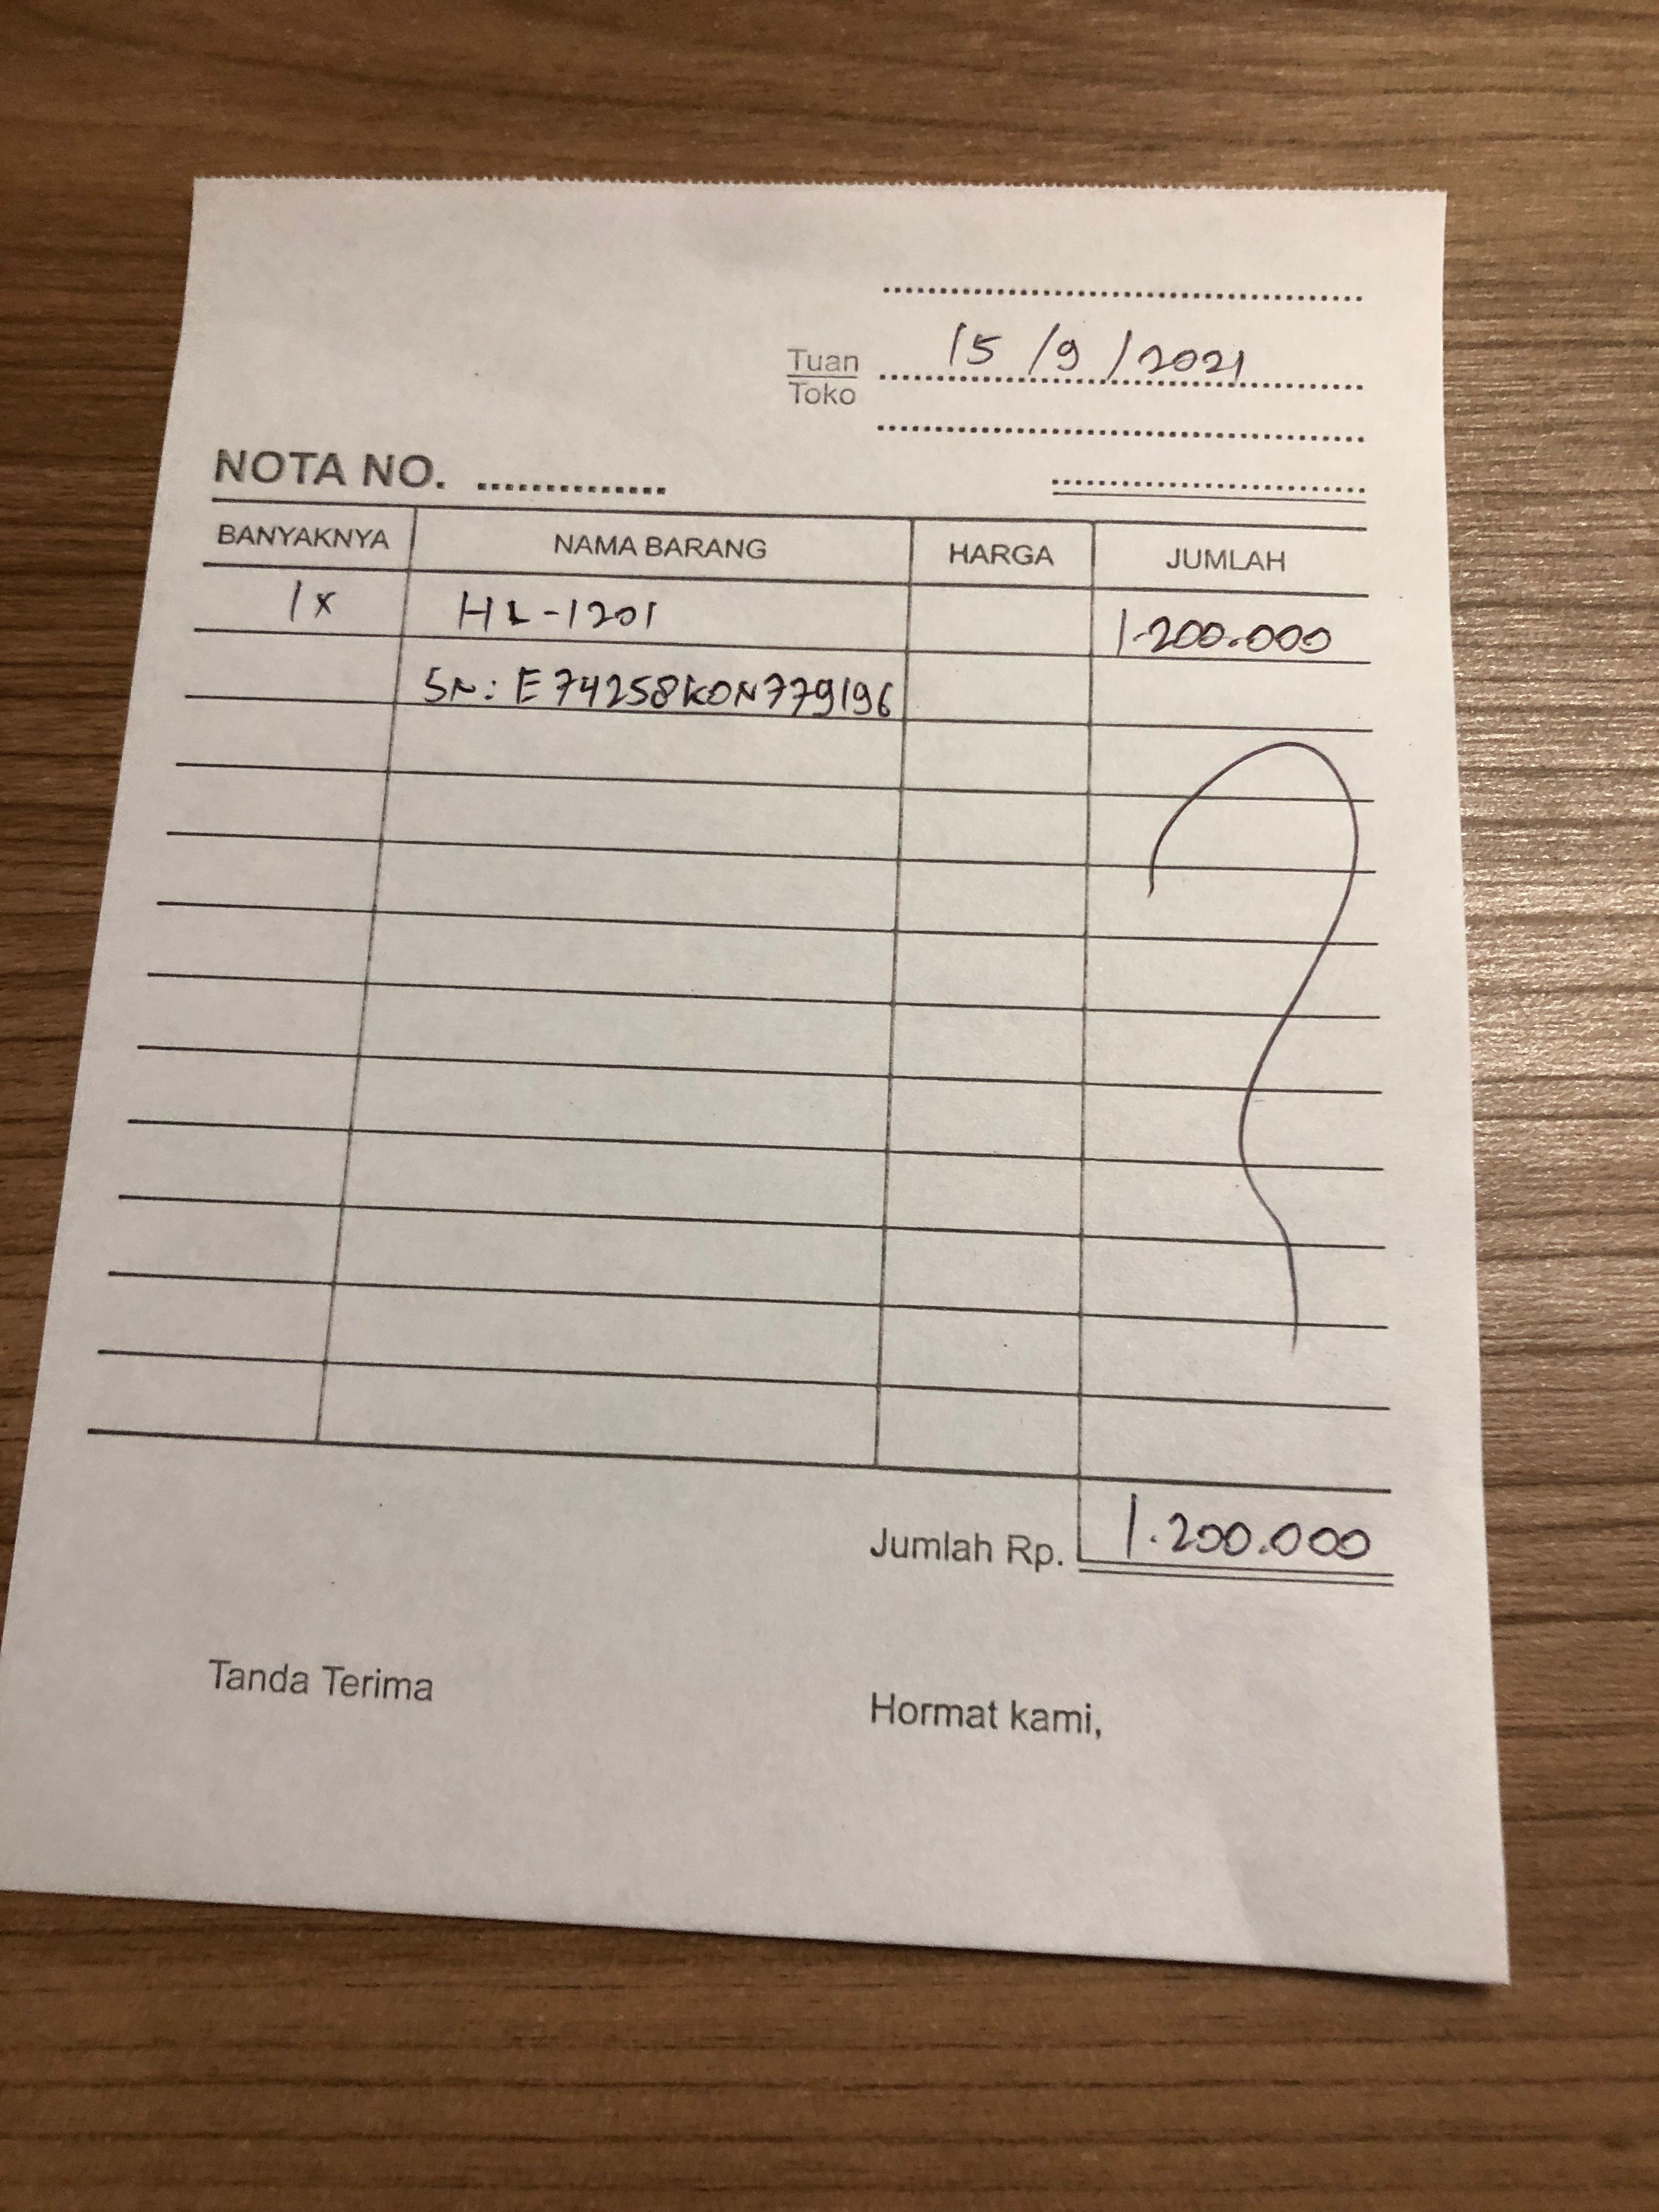 15/9/2021
Tuan
Toko
NOTA NO.
BANYAKNYA NAMA BARANG HARGA JUMLAH
1x HL-1201 1.200.000
SN: E74258K0N779196
Jumlah Rp. 1.200.000
Tanda Terima Hormat kami,